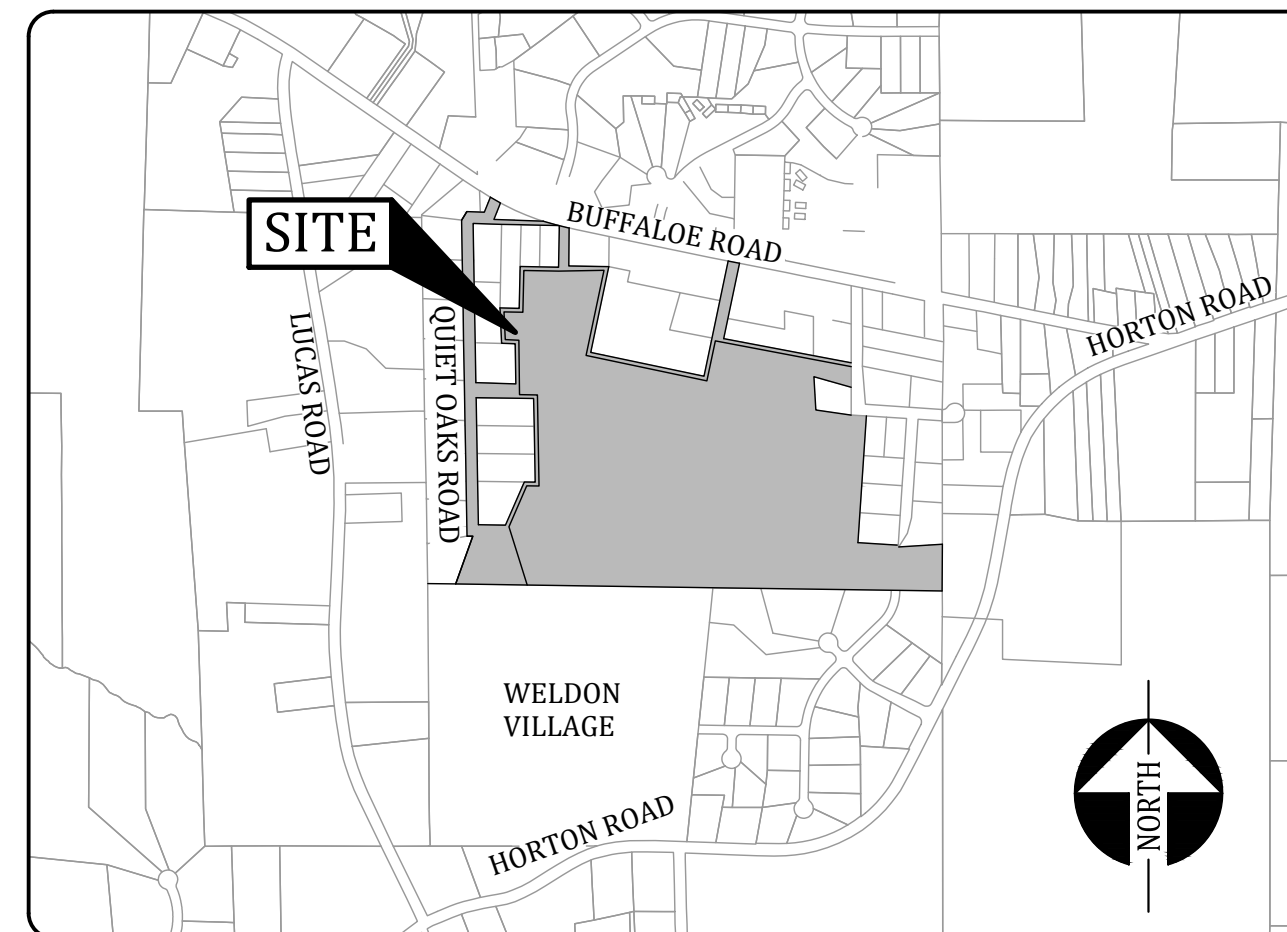 BUFFALOE ROAD
SITE
HORTON ROAD
LUCAS ROAD
QUIET OAKS ROAD
WELDON
VILLAGE
HORTON ROAD
NORTH